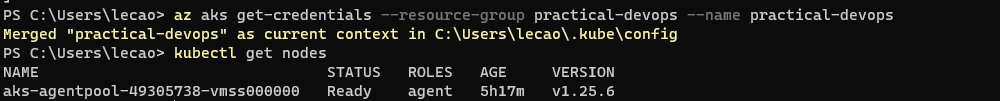 PS C:\Users\lecao> az aks get-credentials --resource-group practical-devops --name practical-devops
Merged "practical-devops" as current context in C:\Users\lecao\.kube\config
PS C:\Users\lecao> kubectl get nodes
NAME STATUS ROLES AGE VERSION
aks-agentpool-49305738-vmss000000 Ready agent 5h17m v1.25.6